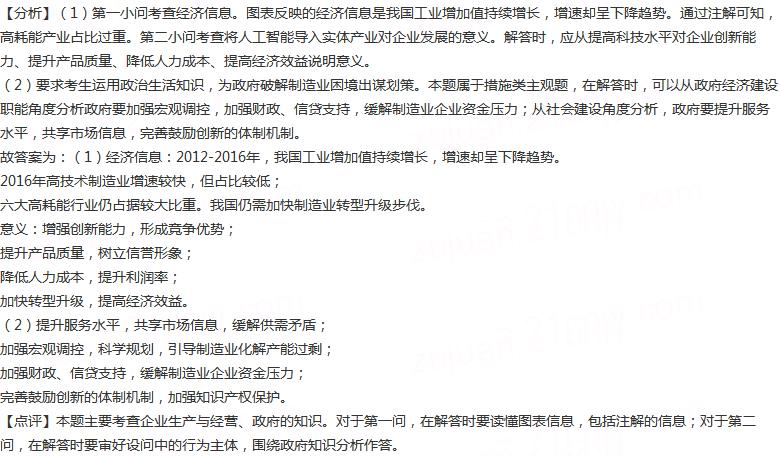 【分析】（1）第一小问考查经济信息。图表反映的经济信息是我国工业增加值持续增长，增速却呈下降趋势。通过注解可知，
高耗能产业占比过重。第二小问考查将人工智能导入实体产业对企业发展的意义。解答时，应从提高科技水平对企业创新能
力、提升产品质量、降低人力成本、提高经济效益说明意义。
（2）要求考生运用政治生活知识，为政府破解制造业困境出谋划策。本题属于措施类主观题，在解答时，可以从政府经济建设
职能角度分析政府要加强宏观调控，加强财政、信贷支持，缓解制造业企业资金压力；从社会建设角度分析，政府要提升服务
水平，共享市场信息，完善鼓励创新的体制机制。
故答案为：（1）经济信息：2012-2016年，我国工业增加值持续增长，增速却呈下降趋势。
2016年高技术制造业增速较快，但占比较低；
六大高耗能行业仍占据较大比重。我国仍需加快制造业转型升级步伐。
意义：增强创新能力，形成竞争优势；
提升产品质量，树立信誉形象；
降低人力成本，提升利润率；
加快转型升级，提高经济效益。
（2）提升服务水平，共享市场信息，缓解供需矛盾；
加强宏观调控，科学规划，引导制造业化解产能过剩；
加强财政、信贷支持，缓解制造业企业资金压力；
完善鼓励创新的体制机制，加强知识产权保护。
【点评】本题主要考查企业生产与经营、政府的知识。对于第一问，在解答时要读懂图表信息，包括注解的信息；对于第二
问，在解答时要审好设问中的行为主体，围绕政府知识分析作答。